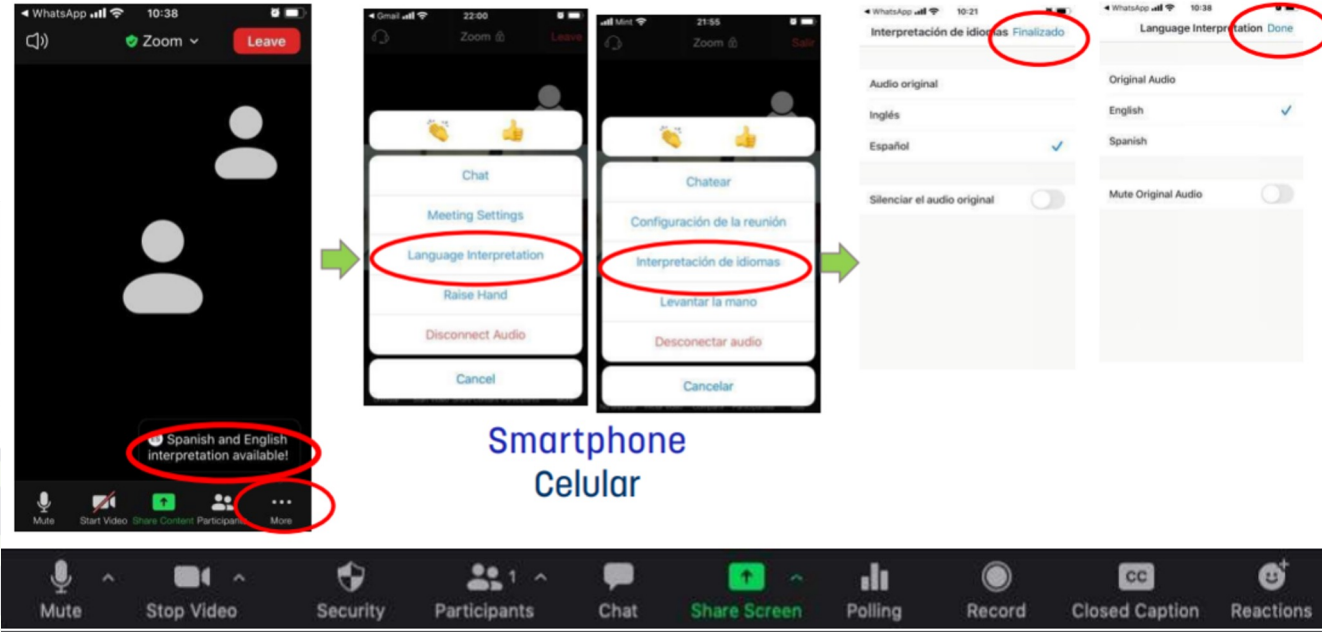 WhatsApp 10:38
Zoom
Leave
Spanish and English
interpretation available!
Mute Start Video Share Content Participants More
Gmail 22:00
Zoom Leave
Chat
Meeting Settings
Language Interpretation
Raise Hand
Disconnect Audio
Cancel
Mint 21:55
Zoom Salir
Chatear
Configuración de la reunión
Interpretación de idiomas
Levantar la mano
Desconectar audio
Cancelar
WhatsApp 10:21
Interpretación de idiomas Finalizado
Audio original
Inglés
Español
Silenciar el audio original
WhatsApp 10:38
Language Interpretation Done
Original Audio
English
Spanish
Mute Original Audio
Smartphone
Celular
Mute Stop Video Security Participants 1 Chat Share Screen Polling Record CC Closed Caption Reactions